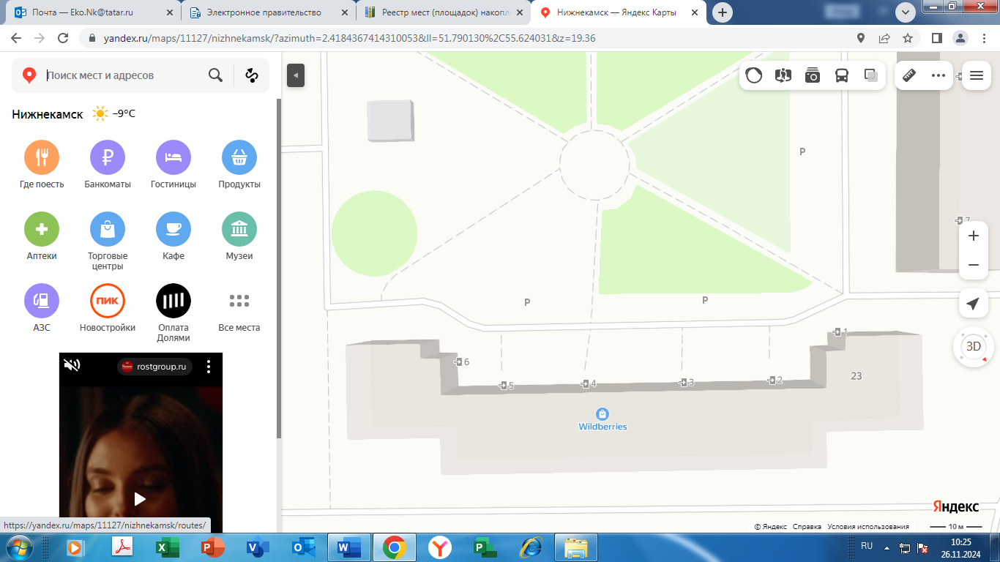 Почта — Eko.Nk@tatar.ru
Электронное правительство
Реестр мест (площадок) накопл
Нижнекамск — Яндекс Карты
yandex.ru/maps/11127/nizhnekamsk/?azimuth=2.4184367414310053&ll=51.790130%2C55.624031&z=19.36
Поиск мест и адресов
Нижнекамск
−9°C
Где поесть
Банкоматы
Гостиницы
Продукты
Аптеки
Торговые центры
Кафе
Музеи
АЗС
ПИК
Новостройки
Оплата Долями
Все места
rostgroup.ru
https://yandex.ru/maps/11127/nizhnekamsk/routes/
P
7
P
P
1
6
5
4
3
2
23
Wildberries
3D
Яндекс
© Яндекс Справка Условия использования
10 м
RU
10:25
26.11.2024